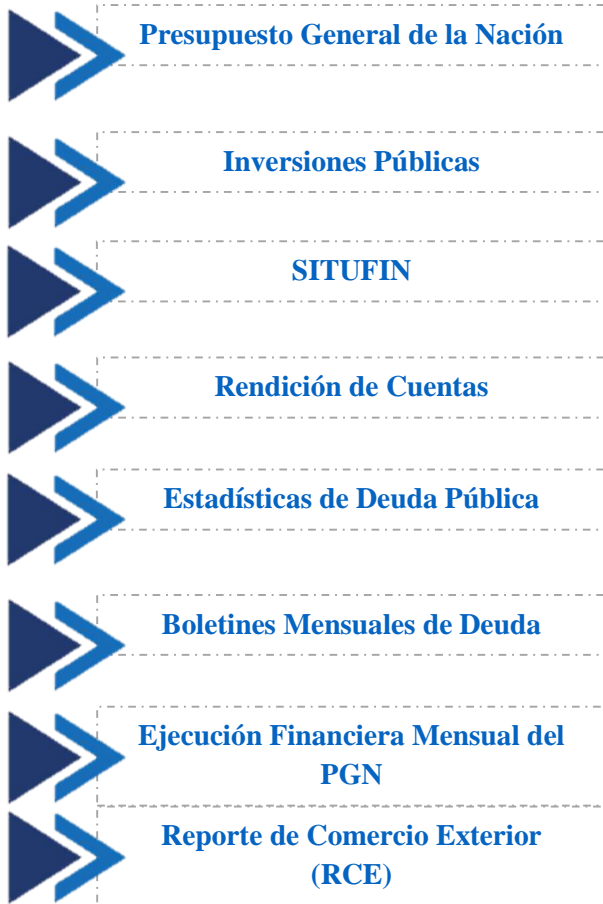 Presupuesto General de la Nación
Inversiones Públicas
SITUFIN
Rendición de Cuentas
Estadísticas de Deuda Pública
Boletines Mensuales de Deuda
Ejecución Financiera Mensual del
PGN
Reporte de Comercio Exterior
(RCE)